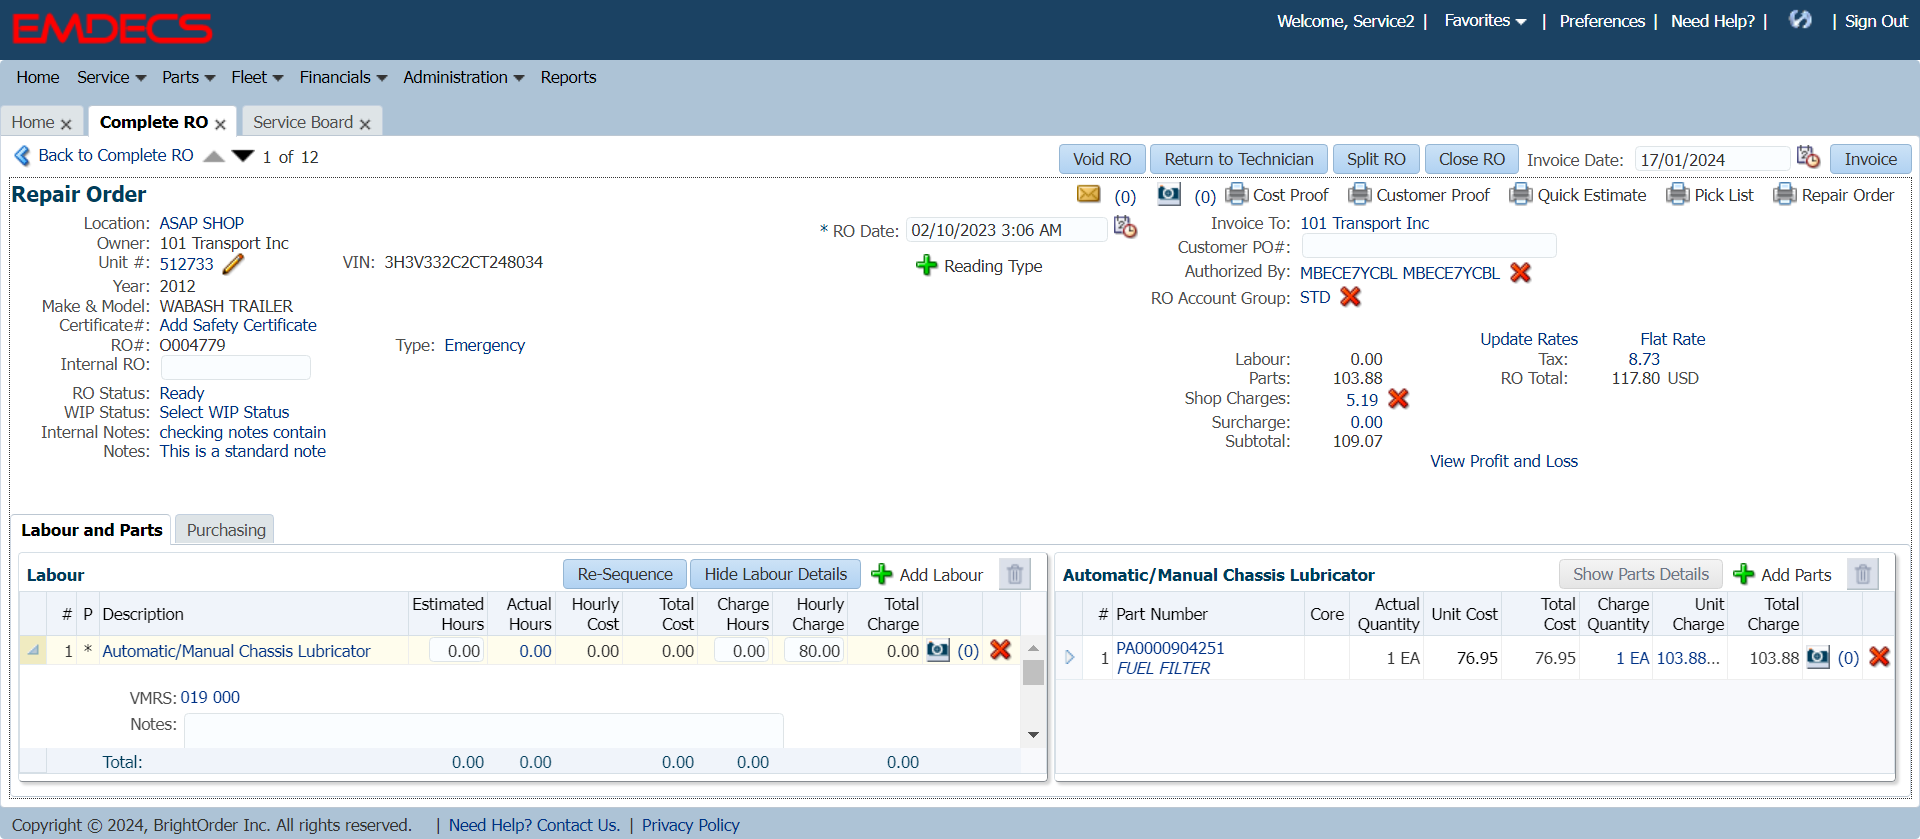 EMDECS
Welcome, Service2 | Favorites | Preferences | Need Help? | | Sign Out
Home Service Parts Fleet Financials Administration Reports
Home Complete RO Service Board
Back to Complete RO 1 of 12 Void RO Return to Technician Split RO Close RO Invoice Date: 17/01/2024 Invoice
Repair Order (0) (0) Cost Proof Customer Proof Quick Estimate Pick List Repair Order
Location: ASAP SHOP
Owner: 101 Transport Inc
Unit #: 512733 VIN: 3H3V332C2CT248034
Year: 2012
Make & Model: WABASH TRAILER
Certificate#: Add Safety Certificate
RO#: O004779 Type: Emergency
Internal RO:
RO Status: Ready
WIP Status: Select WIP Status
Internal Notes: checking notes contain
Notes: This is a standard note
* RO Date: 02/10/2023 3:06 AM
Reading Type
Invoice To: 101 Transport Inc
Customer PO#:
Authorized By: MBECE7YCBL MBECE7YCBL
RO Account Group: STD
Update Rates Flat Rate
Labour: 0.00 Tax: 8.73
Parts: 103.88 RO Total: 117.80 USD
Shop Charges: 5.19
Surcharge: 0.00
Subtotal: 109.07
View Profit and Loss
Labour and Parts Purchasing
Labour Re-Sequence Hide Labour Details Add Labour
# P Description Estimated Hours Actual Hours Hourly Cost Total Cost Charge Hours Hourly Charge Total Charge
1 * Automatic/Manual Chassis Lubricator 0.00 0.00 0.00 0.00 0.00 80.00 0.00 (0)
VMRS: 019 000
Notes:
Total: 0.00 0.00 0.00 0.00 0.00
Automatic/Manual Chassis Lubricator Show Parts Details Add Parts
# Part Number Core Actual Quantity Unit Cost Total Cost Charge Quantity Unit Charge Total Charge
1 PA0000904251 1 EA 76.95 76.95 1 EA 103.88... 103.88 (0)
FUEL FILTER
Copyright © 2024, BrightOrder Inc. All rights reserved. | Need Help? Contact Us. | Privacy Policy